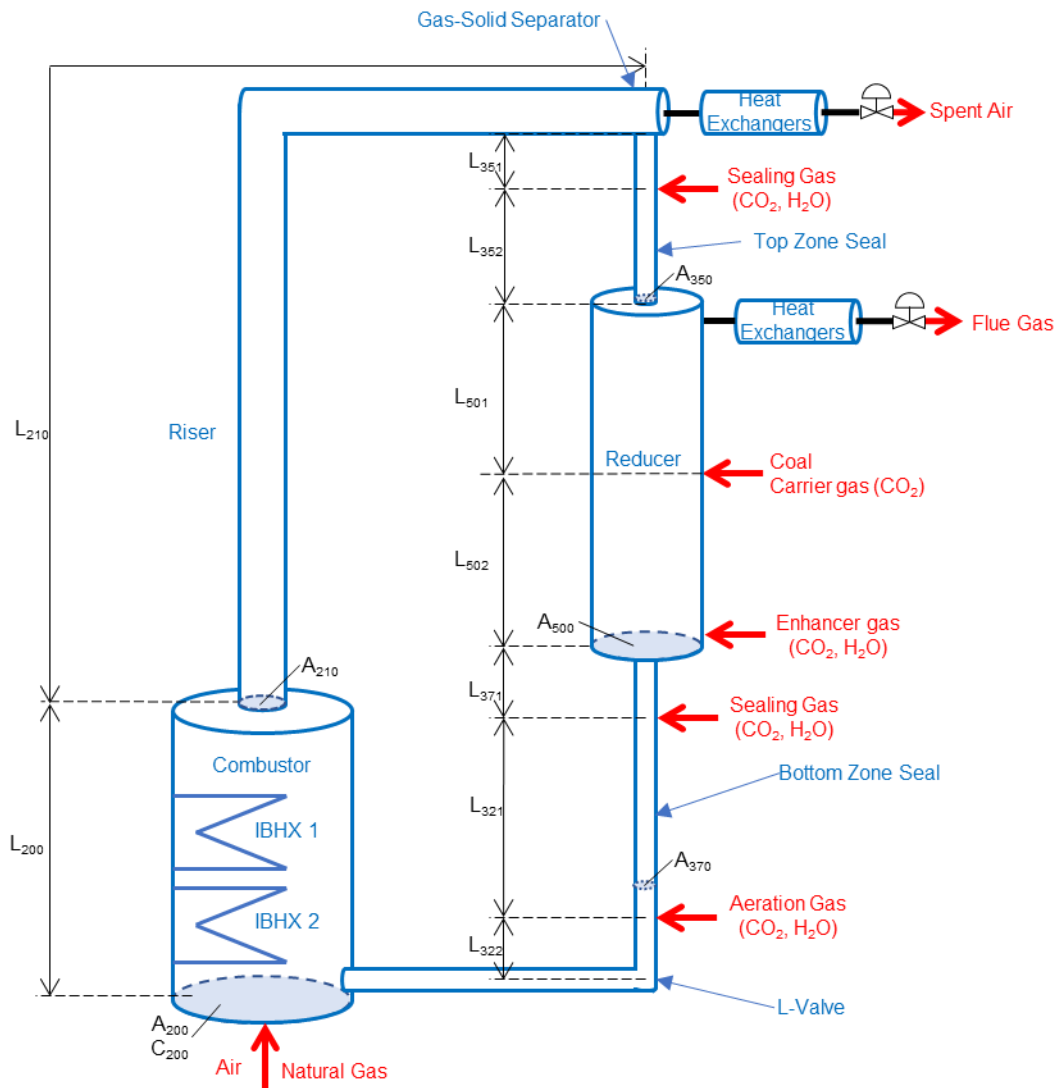 Gas-Solid Separator
Heat
Exchangers
Spent Air
L351
Sealing Gas
(CO2, H2O)
L352
Top Zone Seal
A350
Heat
Exchangers
Flue Gas
L501
L210
Riser
Reducer
Coal
Carrier gas (CO2)
L502
A500
Enhancer gas
(CO2, H2O)
A210
L371
Sealing Gas
(CO2, H2O)
Combustor
Bottom Zone Seal
L321
IBHX 1
L200
A370
IBHX 2
Aeration Gas
(CO2, H2O)
L322
A200
C200
L-Valve
Air
Natural Gas